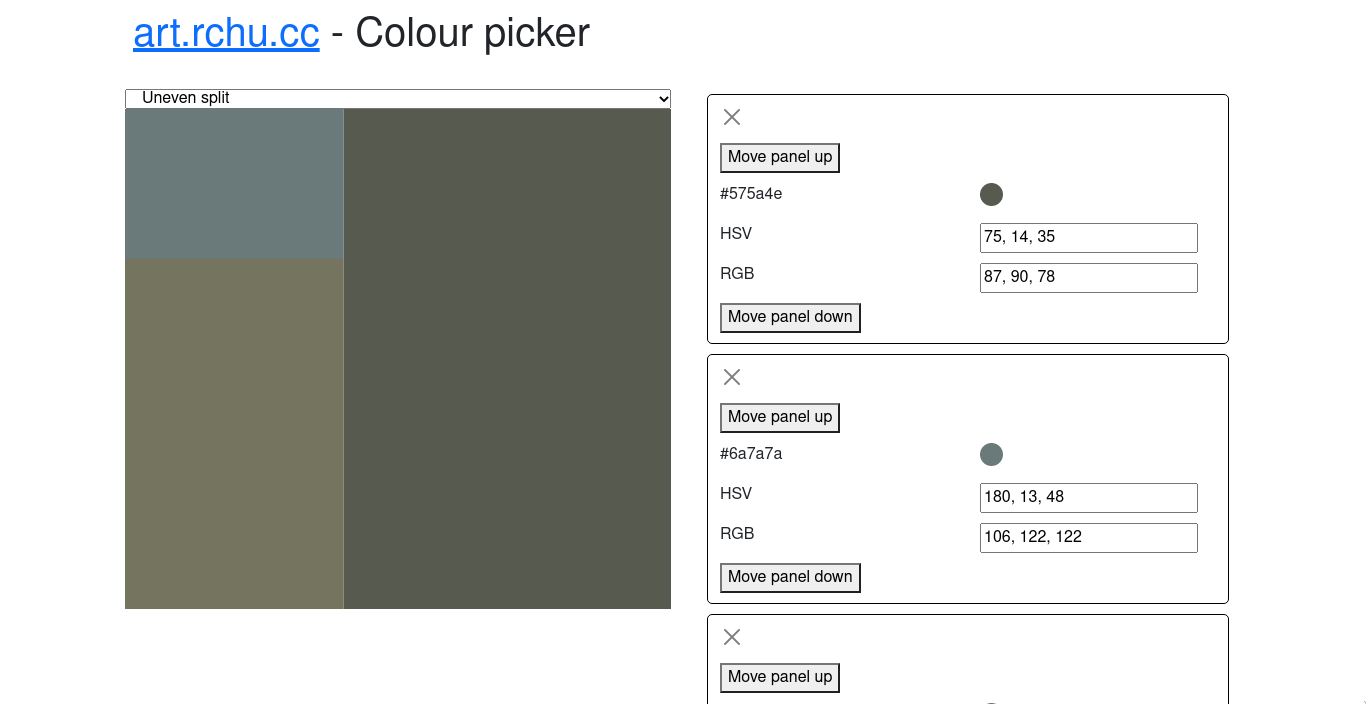 art.rchu.cc - Colour picker
Uneven split
Move panel up
#575a4e
HSV
75, 14, 35
RGB
87, 90, 78
Move panel down
Move panel up
#6a7a7a
HSV
180, 13, 48
RGB
106, 122, 122
Move panel down
Move panel up